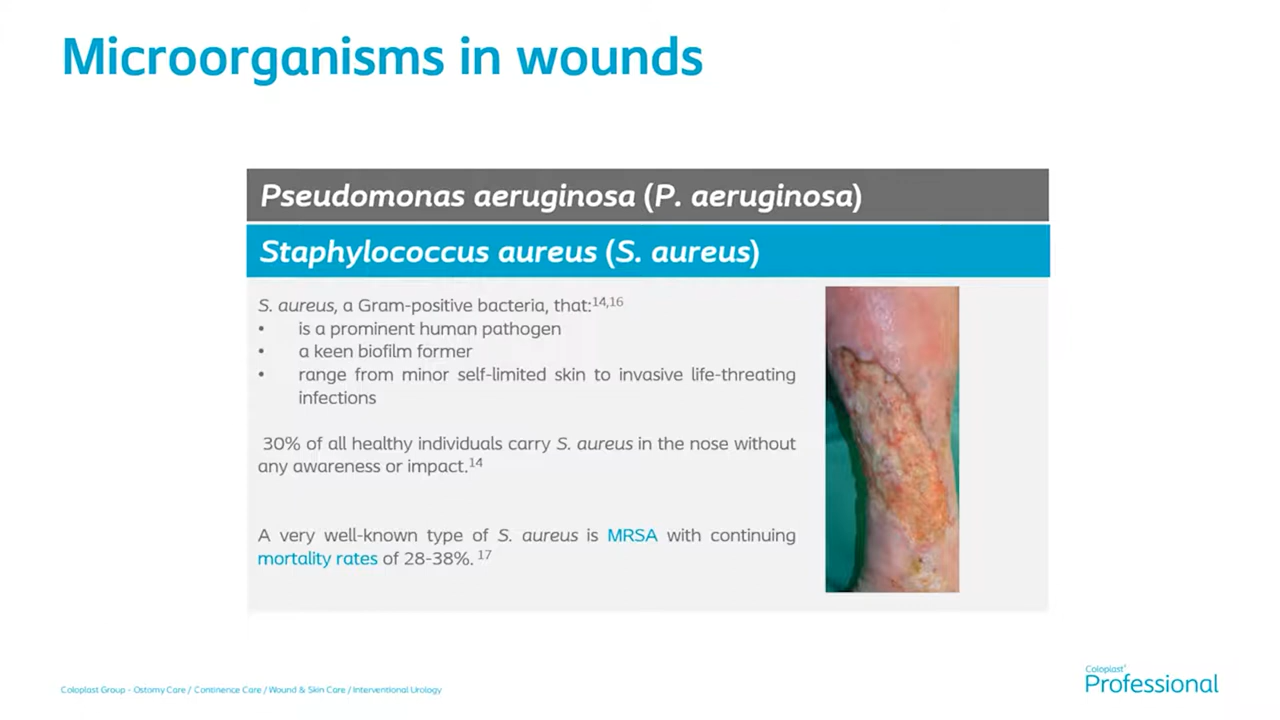 Microorganisms in wounds
Pseudomonas aeruginosa (P. aeruginosa)
Staphylococcus aureus (S. aureus)
S. aureus, a Gram-positive bacteria, that:14,16
• is a prominent human pathogen
• a keen biofilm former
• range from minor self-limited skin to invasive life-threatening
infections
30% of all healthy individuals carry S. aureus in the nose without
any awareness or impact.14
A very well-known type of S. aureus is MRSA with continuing
mortality rates of 28-38%. 17
Coloplast Group - Ostomy Care / Continence Care / Wound & Skin Care / Interventional Urology
Coloplast®
Professional